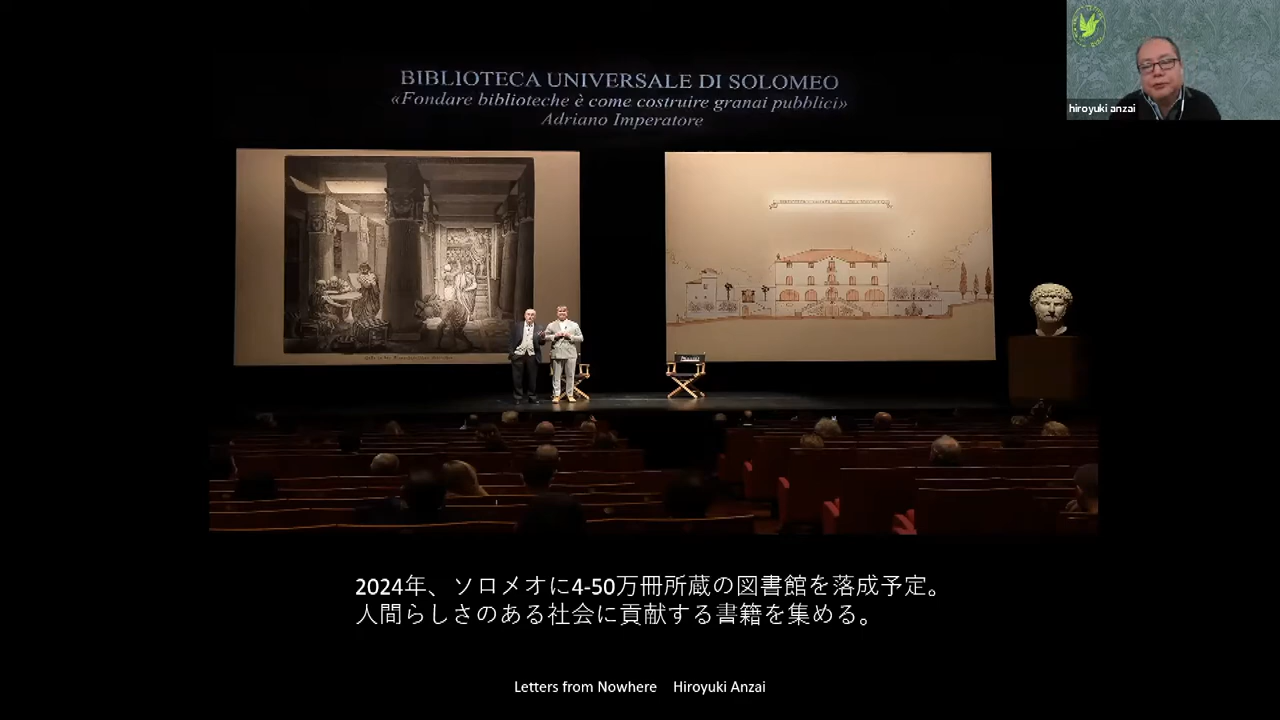 BIBLIOTECA UNIVERSALE DI SOLOMEO
«Fondare biblioteche è come costruire granai pubblici»
Adriano Imperatore
hiroyuki anzai
2024年、ソロメオに4-50万冊所蔵の図書館を落成予定。
人間らしさのある社会に貢献する書籍を集める。
Letters from Nowhere Hiroyuki Anzai